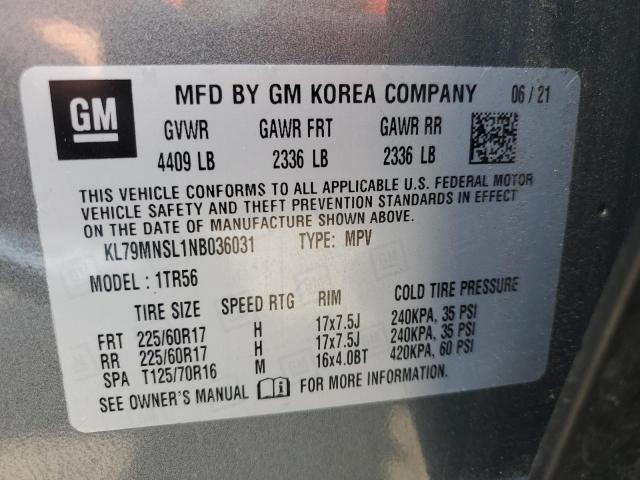 GM
MFD BY GM KOREA COMPANY 06 / 21
GVWR GAWR FRT GAWR RR
4409 LB 2336 LB 2336 LB
THIS VEHICLE CONFORMS TO ALL APPLICABLE U.S. FEDERAL MOTOR
VEHICLE SAFETY AND THEFT PREVENTION STANDARDS IN EFFECT
ON THE DATE OF MANUFACTURE SHOWN ABOVE.
KL79MNSL1NB036031 TYPE: MPV
MODEL : 1TR56
TIRE SIZE SPEED RTG RIM COLD TIRE PRESSURE
FRT 225/60R17 H 17x7.5J 240KPA, 35 PSI
RR 225/60R17 H 17x7.5J 240KPA, 35 PSI
SPA T125/70R16 M 16x4.0BT 420KPA, 60 PSI
SEE OWNER'S MANUAL FOR MORE INFORMATION.